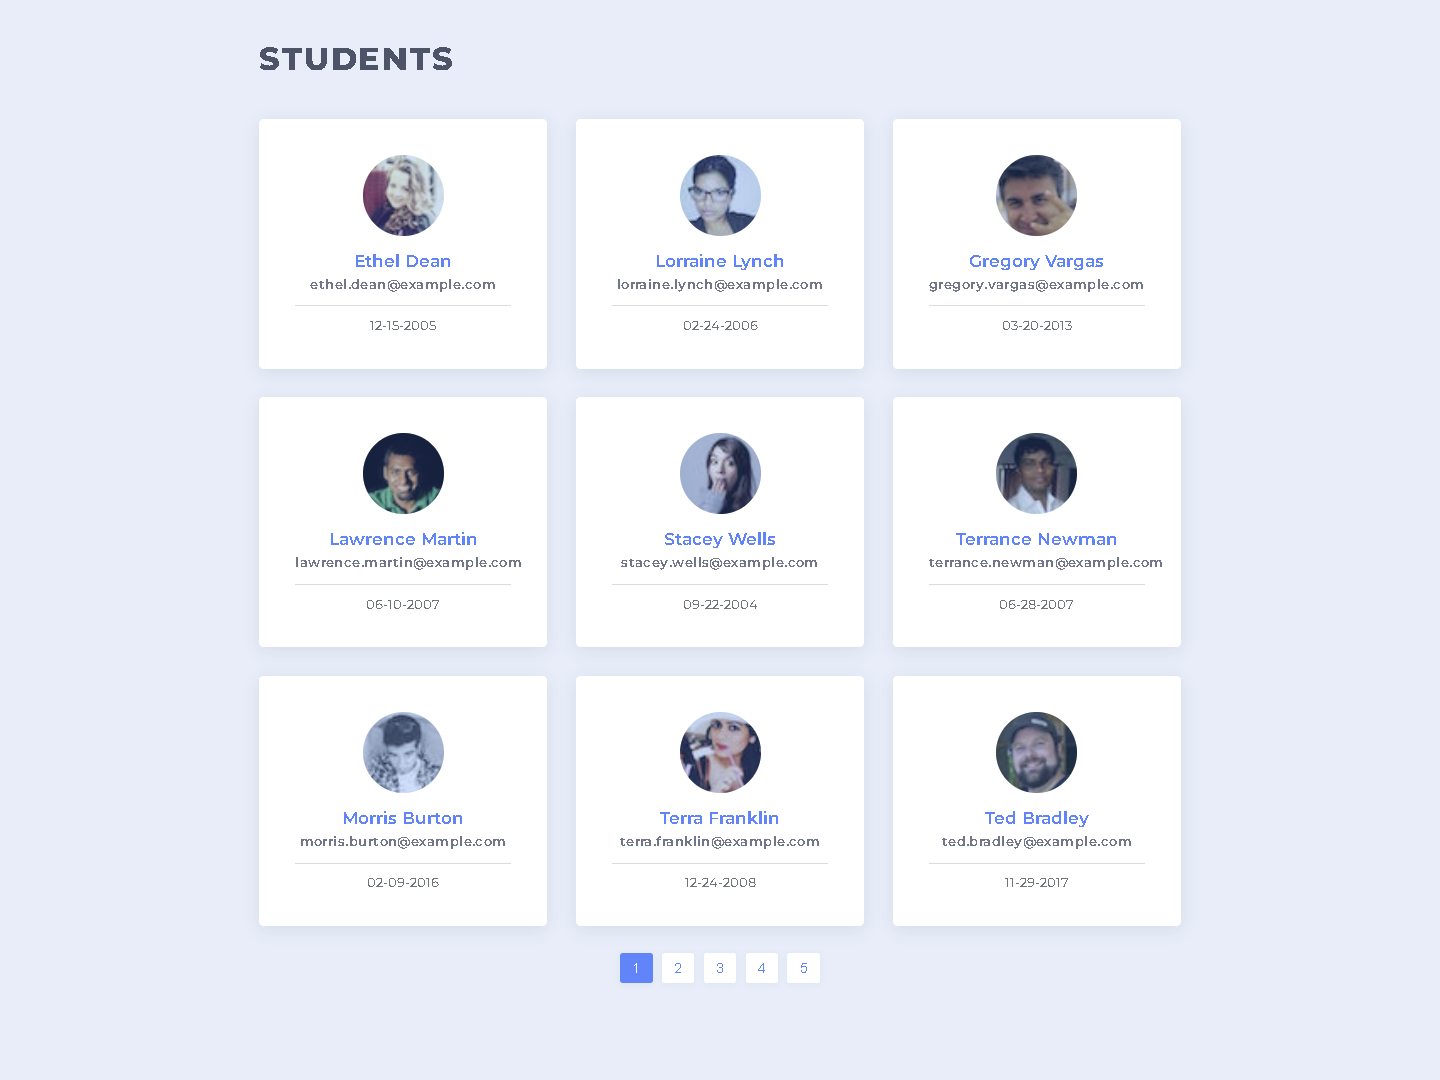 STUDENTS
Ethel Dean
ethel.dean@example.com
12-15-2005
Lorraine Lynch
lorraine.lynch@example.com
02-24-2006
Gregory Vargas
gregory.vargas@example.com
03-20-2013
Lawrence Martin
lawrence.martin@example.com
06-10-2007
Stacey Wells
stacey.wells@example.com
09-22-2004
Terrance Newman
terrance.newman@example.com
06-28-2007
Morris Burton
morris.burton@example.com
02-09-2016
Terra Franklin
terra.franklin@example.com
12-24-2008
Ted Bradley
ted.bradley@example.com
11-29-2017
1 2 3 4 5